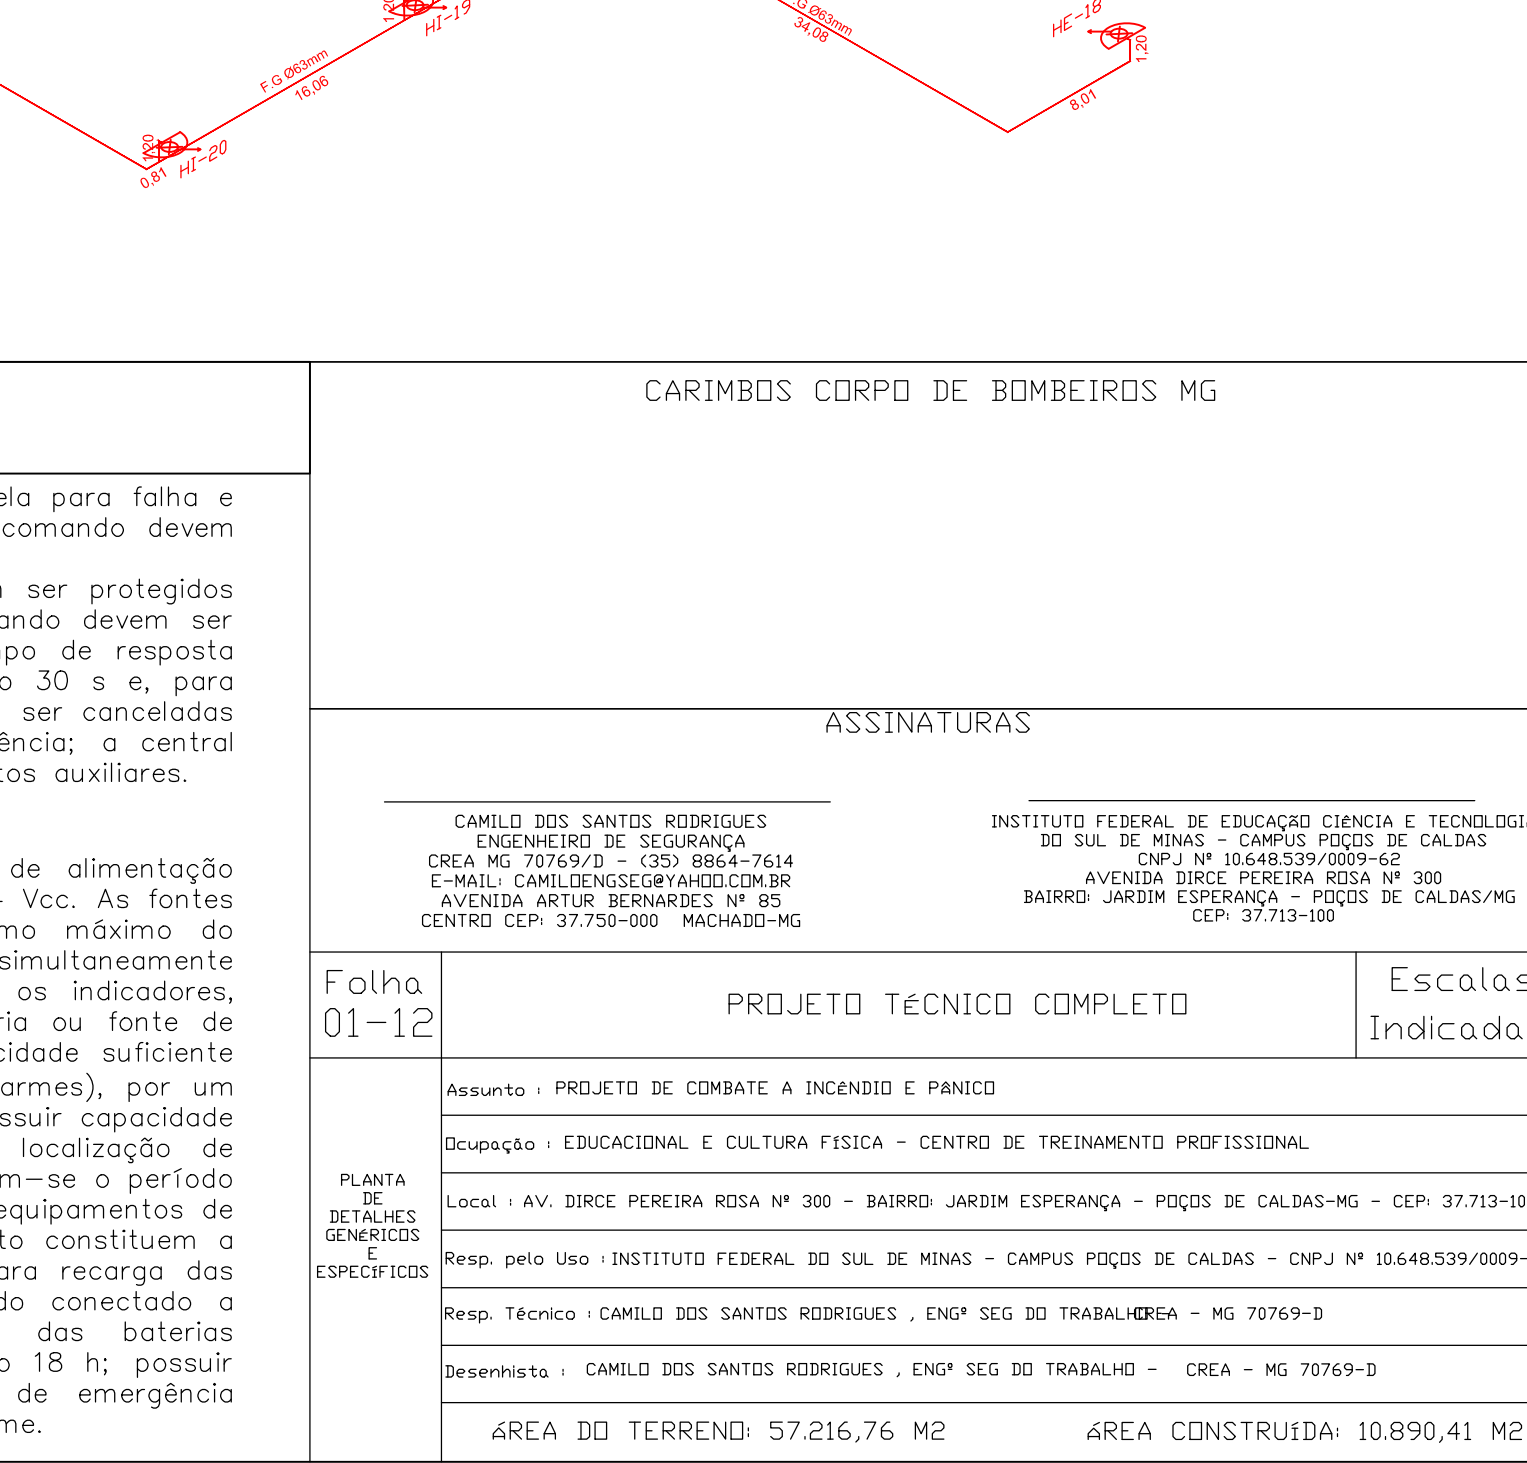 1,20
HI-19
F.G Ø63mm
16,06
1,20
HI-20
0,81
.G Ø63mm
34,08
HE-18
1,20
8,01
CARIMBOS CORPO DE BOMBEIROS MG
ela para falha e
comando devem
ser protegidos
ando devem ser
po de resposta
o 30 s e, para
ser canceladas
ência; a central
tos auxiliares.
de alimentação
Vcc. As fontes
mo máximo do
simultaneamente
os indicadores,
ria ou fonte de
cidade suficiente
armes), por um
ssuir capacidade
localização de
m-se o período
equipamentos de
to constituem a
ara recarga das
do conectado a
das baterias
o 18 h; possuir
de emergência
me.
ASSINATURAS
CAMILO DOS SANTOS RODRIGUES
ENGENHEIRO DE SEGURANÇA
CREA MG 70769/D - (35) 8864-7614
E-MAIL: CAMILOENGSEG@YAHOO.COM.BR
AVENIDA ARTUR BERNARDES Nº 85
CENTRO CEP: 37.750-000 MACHADO-MG
INSTITUTO FEDERAL DE EDUCAÇÃO CIÊNCIA E TECNOLOGI
DO SUL DE MINAS - CAMPUS POÇOS DE CALDAS
CNPJ Nº 10.648.539/0009-62
AVENIDA DIRCE PEREIRA ROSA Nº 300
BAIRRO: JARDIM ESPERANÇA - POÇOS DE CALDAS/MG
CEP: 37.713-100
Folha
01-12
PROJETO TÉCNICO COMPLETO
Escalas
Indicada
PLANTA
DE
DETALHES
GENÉRICOS
E
ESPECÍFICOS
Assunto : PROJETO DE COMBATE A INCÊNDIO E PÂNICO
Ocupação : EDUCACIONAL E CULTURA FÍSICA - CENTRO DE TREINAMENTO PROFISSIONAL
Local : AV. DIRCE PEREIRA ROSA Nº 300 - BAIRRO: JARDIM ESPERANÇA - POÇOS DE CALDAS-MG - CEP: 37.713-10
Resp. pelo Uso : INSTITUTO FEDERAL DO SUL DE MINAS - CAMPUS POÇOS DE CALDAS - CNPJ Nº 10.648.539/0009-
Resp. Técnico : CAMILO DOS SANTOS RODRIGUES , ENGº SEG DO TRABALHO - CREA - MG 70769-D
Desenhista : CAMILO DOS SANTOS RODRIGUES , ENGº SEG DO TRABALHO - CREA - MG 70769-D
ÁREA DO TERRENO: 57.216,76 M2 ÁREA CONSTRUÍDA: 10.890,41 M2